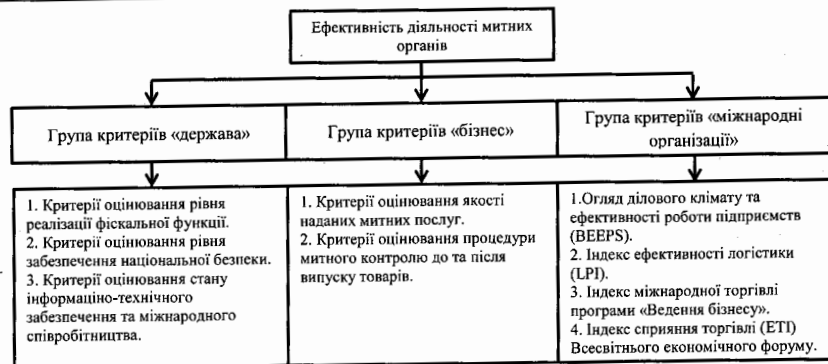 Ефективність діяльності митних
органів
Група критеріїв «держава»
Група критеріїв «бізнес»
Група критеріїв «міжнародні
організації»
1. Критерії оцінювання рівня
реалізації фіскальної функції.
2. Критерії оцінювання рівня
забезпечення національної безпеки.
3. Критерії оцінювання стану
інформаціно-технічного
забезпечення та міжнародного
співробітництва.
1. Критерії оцінювання якості
наданих митних послуг.
2. Критерії оцінювання процедури
митного контролю до та після
випуску товарів.
1.Огляд ділового клімату та
ефективності роботи підприємств
(BEEPS).
2. Індекс ефективності логістики
(LPI).
3. Індекс міжнародної торгівлі
програми «Ведення бізнесу».
4. Індекс сприяння торгівлі (ETI)
Всесвітнього економічного форуму.